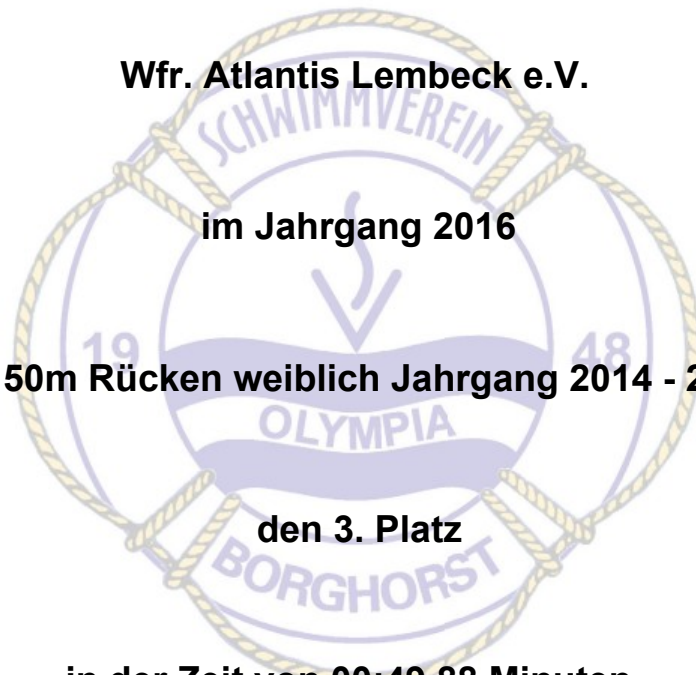 Wfr. Atlantis Lembeck e.V.
SCHWIMMVEREIN
im Jahrgang 2016
19 48
50m Rücken weiblich Jahrgang 2014 -
OLYMPIA
den 3. Platz
BORGHORST
in der Zeit von 00:49,88 Minuten